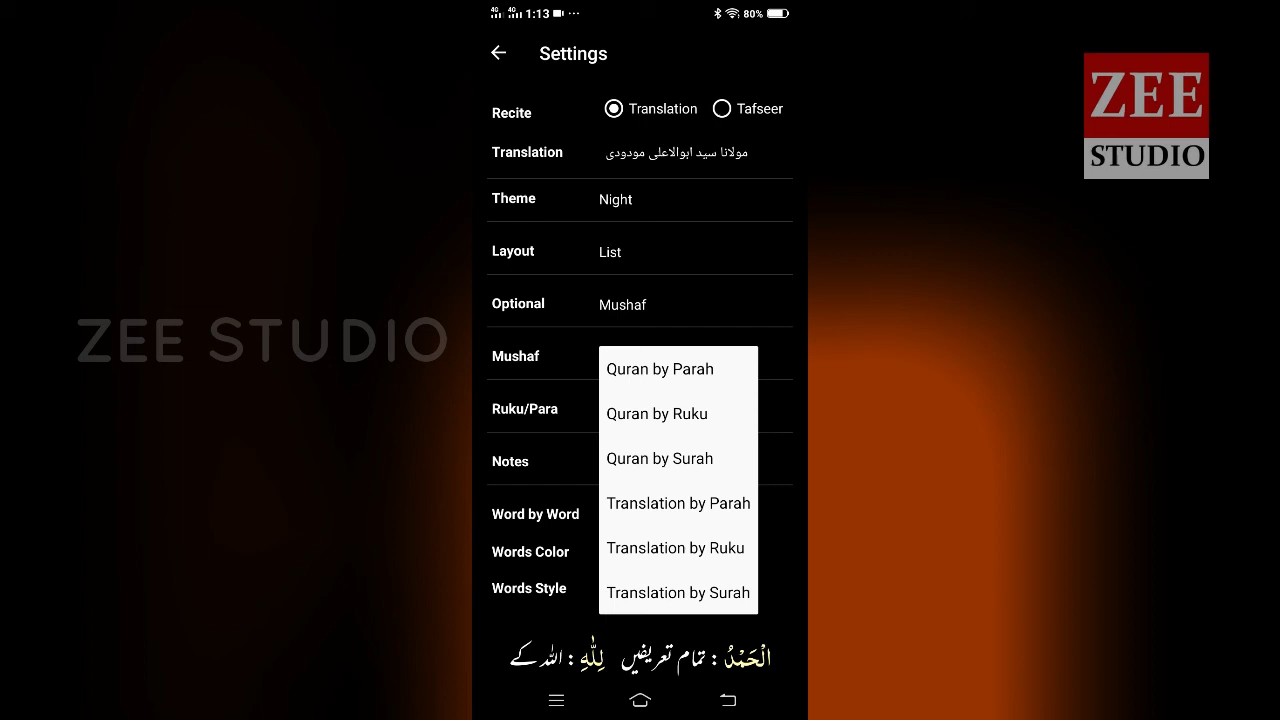 4G 4G 1:13 ··· 80%
Settings
ZEE
STUDIO
Recite Translation Tafseer
Translation مولانا سید ابوالاعلی مودودی
Theme Night
Layout List
Optional Mushaf
ZEE STUDIO
Mushaf
Quran by Parah
Ruku/Para
Quran by Ruku
Notes
Quran by Surah
Translation by Parah
Word by Word
Translation by Ruku
Words Color
Words Style
Translation by Surah
الْحَمْدُ : تمام تعریفیں لِلّٰهِ : اللہ کے